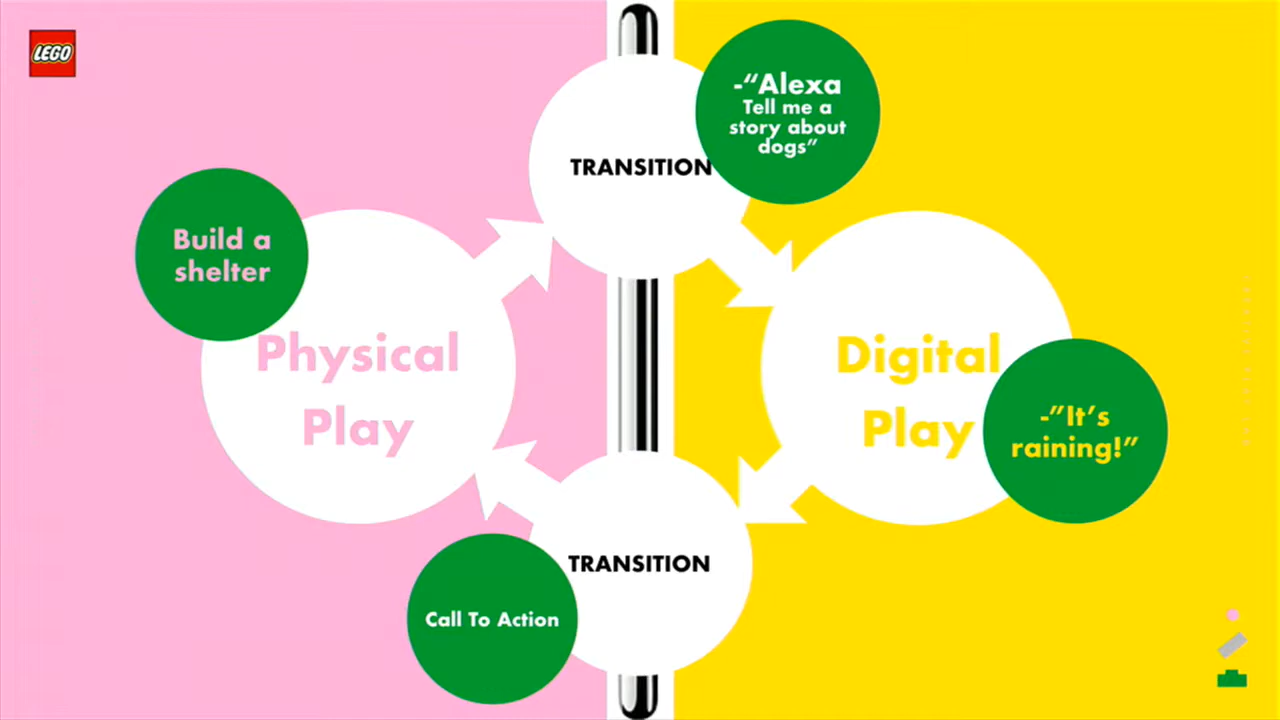 LEGO
TRANSITION
-“Alexa
Tell me a
story about
dogs”
Build a
shelter
Physical
Play
Digital
Play
-”It’s
raining!”
TRANSITION
Call To Action